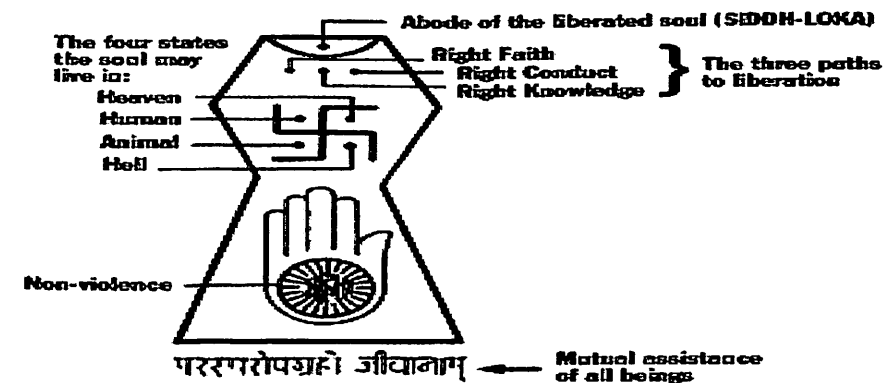 Abode of the liberated soul (SIDDH-LOKA)
The four states
the soul may
live in:
Right Faith
Right Conduct
Right Knowledge
The three paths
to liberation
Heaven
Human
Animal
Hell
Non-violence
परस्परोपग्रहो जीवानाम्
Mutual assistance
of all beings